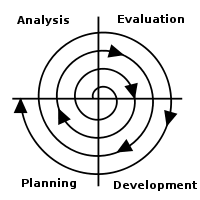 Analysis
Evaluation
Planning
Development